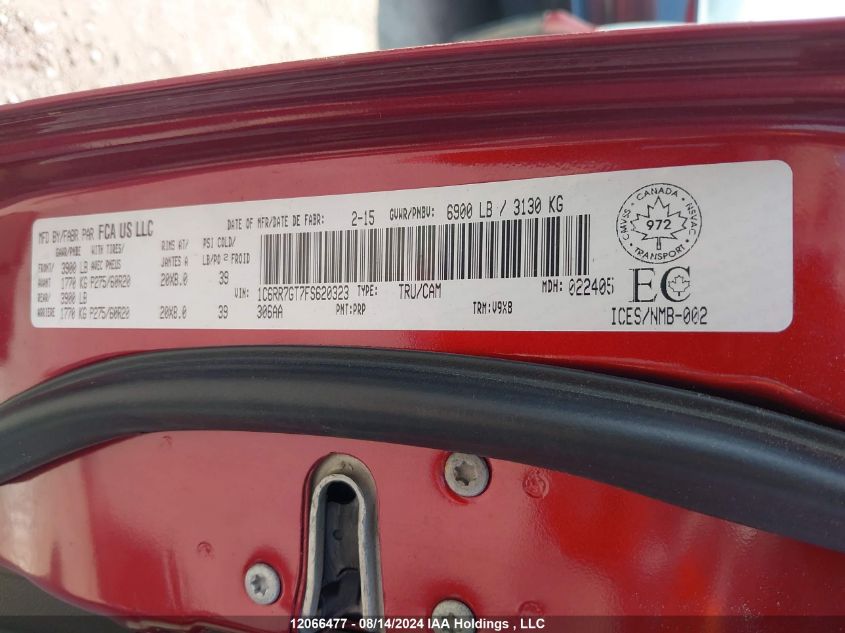 MFD BY/FABR PAR FCA US LLC
DATE OF MFR/DATE DE FABR: 2-15 GVWR/PNBV: 6900 LB / 3130 KG
GAWR/PNBE WITH TIRES/ RIMS AT/ PSI COLD/
FRONT/ 3900 LB AVEC PNEUS JANTES A LB/PO² FROID
AVANT 1770 KG P275/60R20 20X8.0 39
REAR/ 3900 LB
ARRIERE 1770 KG P275/60R20 20X8.0 39
VIN: 1C6RR7GT7FS620323 TYPE: TRU/CAM MDH: 022405
306AA PNT:PRP TRM:V9X8
CANADA
CMVSS NSVAC
972
TRANSPORT
EC
ICES/NMB-002
12066477 - 08/14/2024 IAA Holdings, LLC